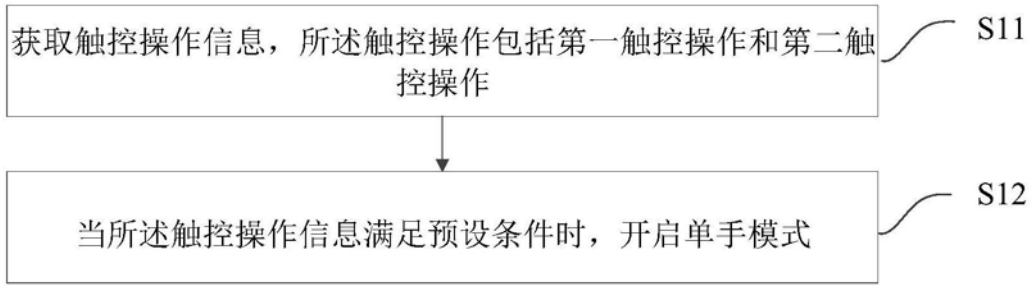 获取触控操作信息，所述触控操作包括第一触控操作和第二触
控操作
S11
当所述触控操作信息满足预设条件时，开启单手模式
S12